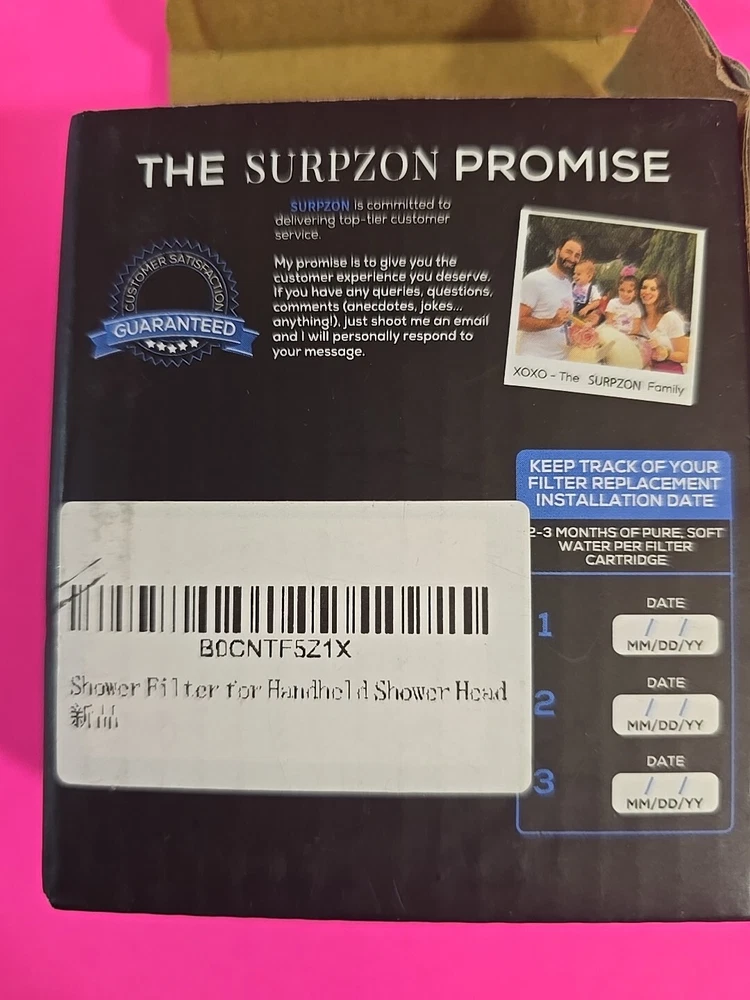 THE SURPZON PROMISE
SURPZON is committed to
delivering top-tier customer
service.
My promise is to give you the
customer experience you deserve.
If you have any queries, questions,
comments (anecdotes, jokes...
anything!), just shoot me an email
and I will personally respond to
your message.
CUSTOMER SATISFACTION
GUARANTEED
XOXO - The SURPZON Family
KEEP TRACK OF YOUR
FILTER REPLACEMENT
INSTALLATION DATE
2-3 MONTHS OF PURE, SOFT
WATER PER FILTER
CARTRIDGE
DATE
1 / /
MM/DD/YY
DATE
2 / /
MM/DD/YY
DATE
3 / /
MM/DD/YY
B0CNTF5Z1X
Shower Filter for Handheld Shower Head
新品